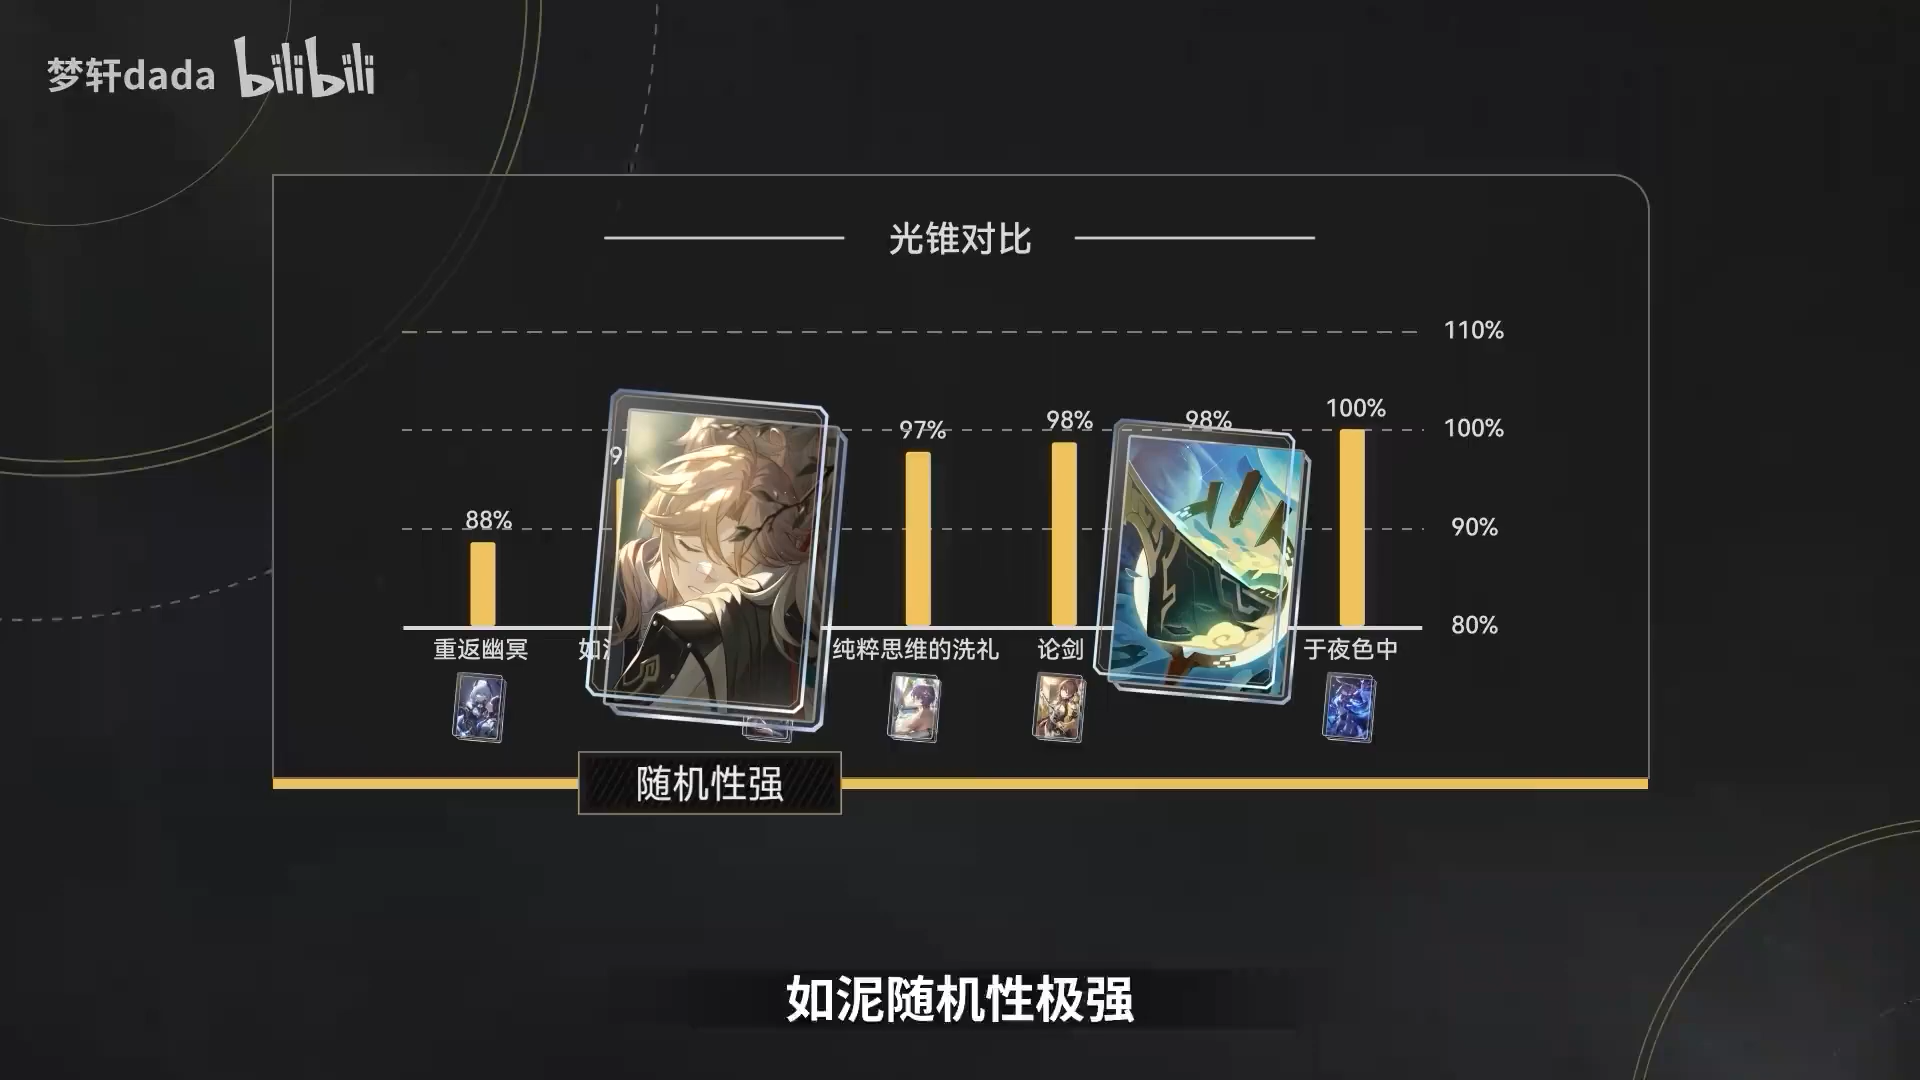 梦轩dada bilibili
光锥对比
110%
100%
98%
98%
97%
100%
9
90%
88%
80%
重返幽冥
如
纯粹思维的洗礼
论剑
于夜色中
随机性强
如泥随机性极强